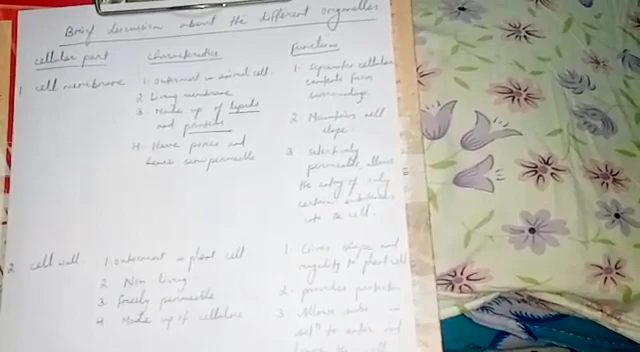 Brief discussion about the different organelles
cellular part
characteristics
functions
1 cell membrane
1. Outermost in animal cell.
2 Living membrane
3. Made up of lipids
and proteins
4. Have pores and
hence semi permeable
1. Separates cellular
contents from
surroundings
2. Maintains cell
shape.
3 selectively
permeable, allows
the entry of only
certain substances
into the cell.
2. cell wall
1. Outermost in plant cell
2 Non living
3 Freely permeable
4 Made up of cellulose
1. Gives shape and
rigidity to plant cell
2. provides protection
3 Allows
solⁿ to enter and
leave the cell